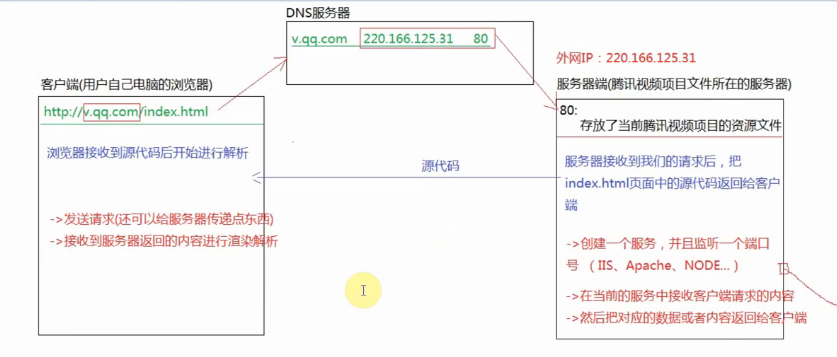 DNS服务器
v.qq.com 220.166.125.31 80
外网IP：220.166.125.31
客户端(用户自己电脑的浏览器)
http://v.qq.com/index.html
浏览器接收到源代码后开始进行解析
->发送请求(还可以给服务器传递点东西)
->接收到服务器返回的内容进行渲染解析
源代码
服务器端(腾讯视频项目文件所在的服务器)
80:
存放了当前腾讯视频项目的资源文件
服务器接收到我们的请求后，把
index.html页面中的源代码返回给客户
端
->创建一个服务，并且监听一个端口
号 （IIS、Apache、NODE...）
->在当前的服务中接收客户端请求的内容
->然后把对应的数据或者内容返回给客户端